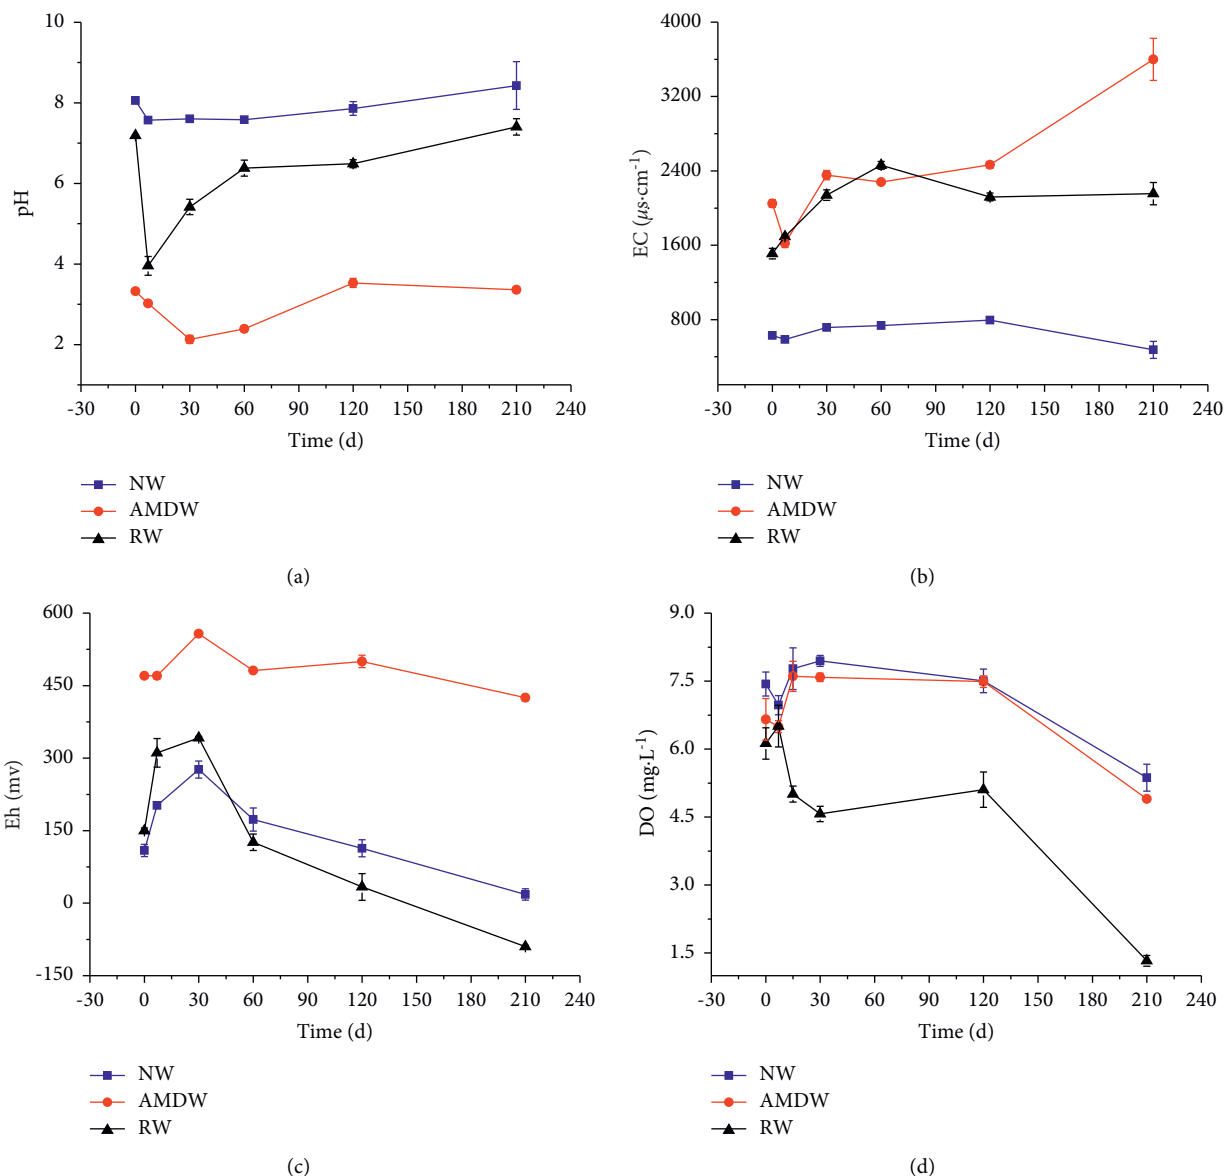 10
8
6
4
2
pH
-30 0 30 60 90 120 150 180 210 240
Time (d)
NW
AMDW
RW
(a)
4000
3200
2400
1600
800
EC (µs·cm⁻¹)
-30 0 30 60 90 120 150 180 210 240
Time (d)
NW
AMDW
RW
(b)
600
450
300
150
0
-150
Eh (mv)
-30 0 30 60 90 120 150 180 210 240
Time (d)
NW
AMDW
RW
(c)
9.0
7.5
6.0
4.5
3.0
1.5
DO (mg·L⁻¹)
-30 0 30 60 90 120 150 180 210 240
Time (d)
NW
AMDW
RW
(d)